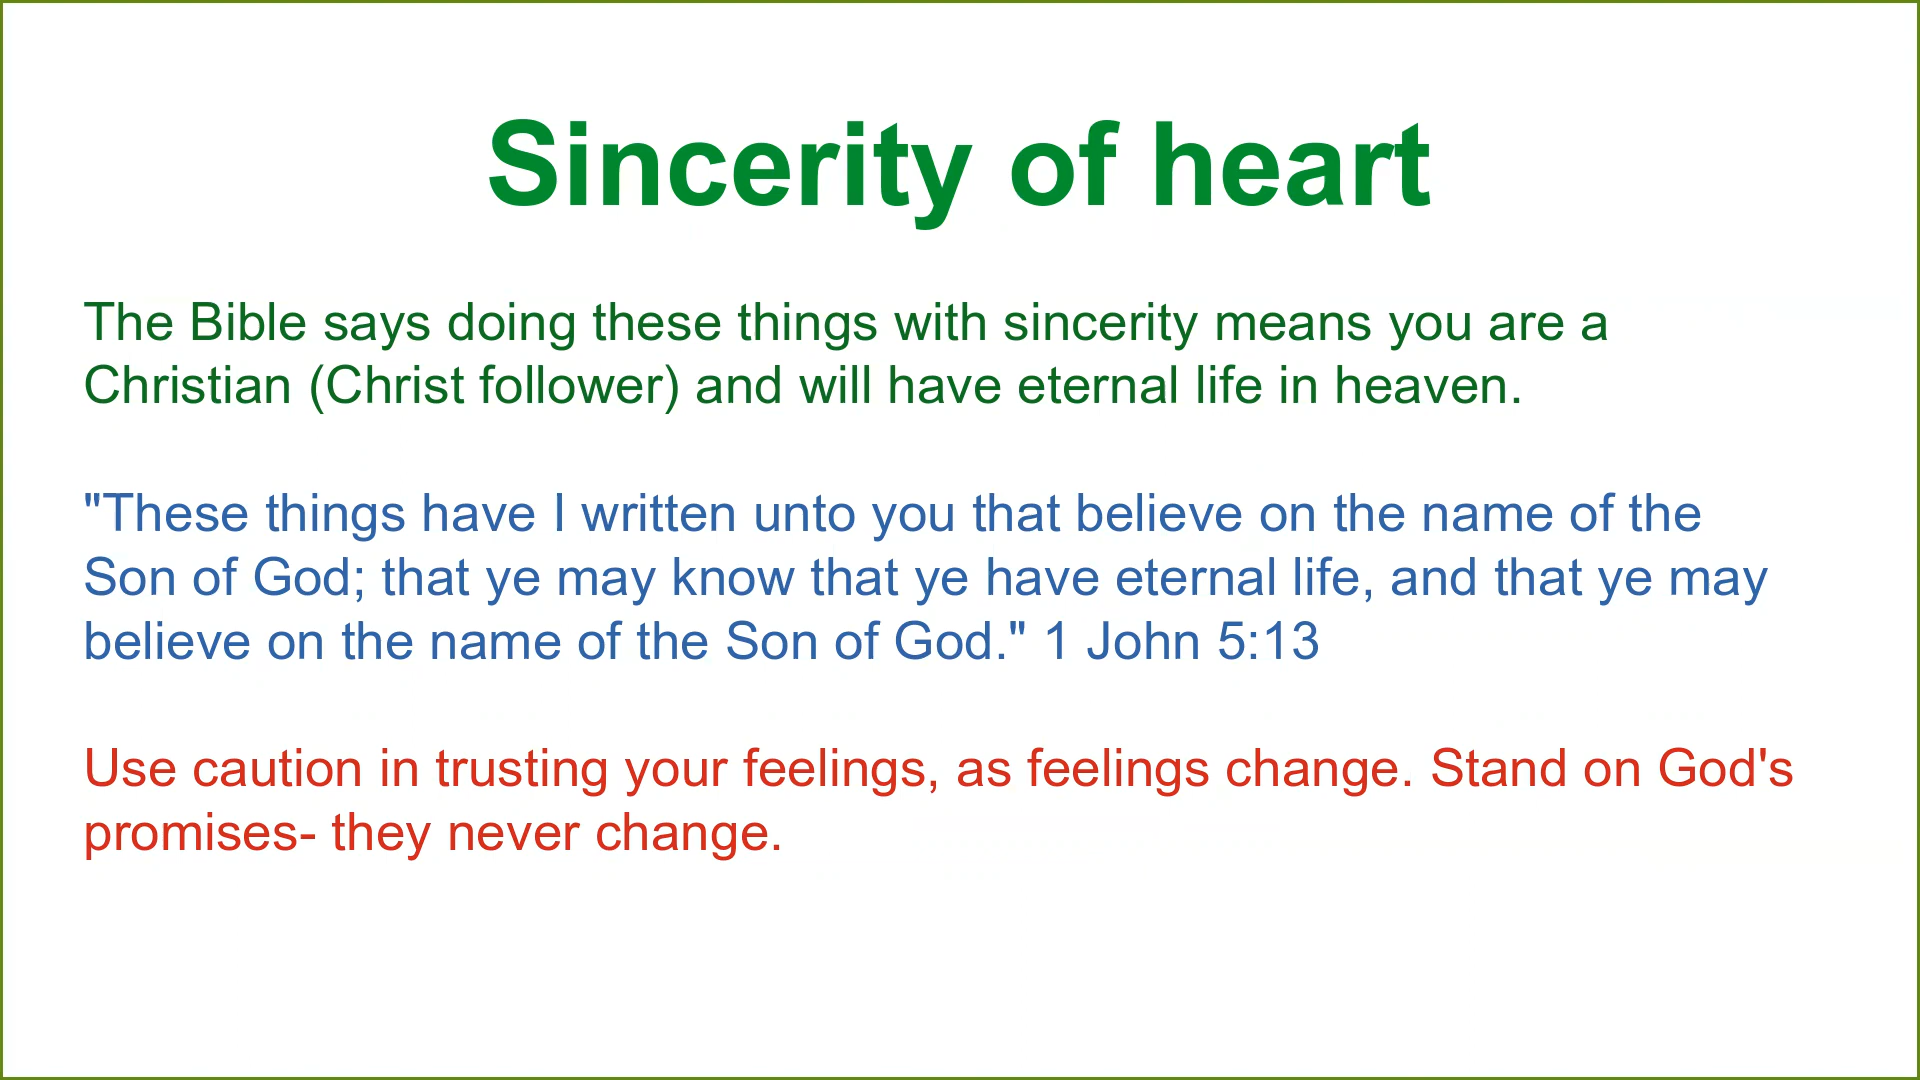 Sincerity of heart
The Bible says doing these things with sincerity means you are a
Christian (Christ follower) and will have eternal life in heaven.
"These things have I written unto you that believe on the name of the
Son of God; that ye may know that ye have eternal life, and that ye may
believe on the name of the Son of God." 1 John 5:13
Use caution in trusting your feelings, as feelings change. Stand on God's
promises- they never change.